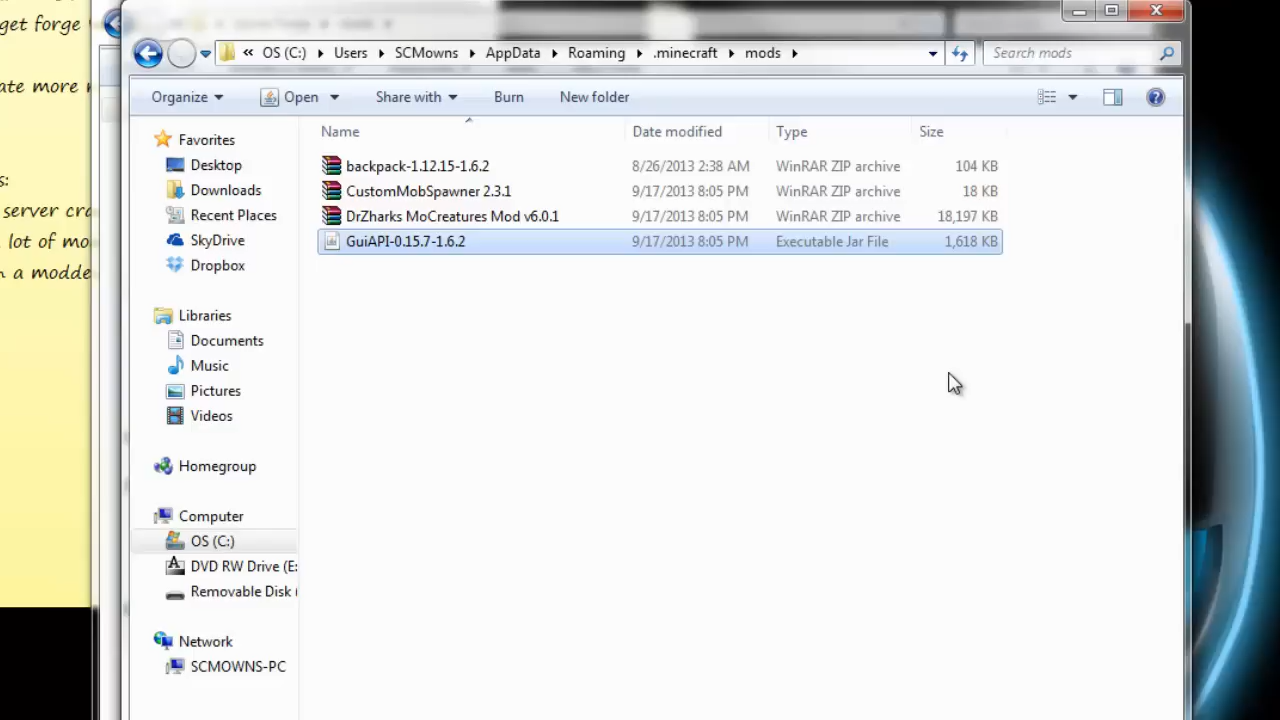 get forge
ate more
s:
server cra
lot of mo
n a modde
« OS (C:) Users SCMowns AppData Roaming .minecraft mods
Search mods
Organize Open Share with Burn New folder
Name Date modified Type Size
backpack-1.12.15-1.6.2 8/26/2013 2:38 AM WinRAR ZIP archive 104 KB
CustomMobSpawner 2.3.1 9/17/2013 8:05 PM WinRAR ZIP archive 18 KB
DrZharks MoCreatures Mod v6.0.1 9/17/2013 8:05 PM WinRAR ZIP archive 18,197 KB
GuiAPI-0.15.7-1.6.2 9/17/2013 8:05 PM Executable Jar File 1,618 KB
Favorites
Desktop
Downloads
Recent Places
SkyDrive
Dropbox
Libraries
Documents
Music
Pictures
Videos
Homegroup
Computer
OS (C:)
DVD RW Drive (E:
Removable Disk (
Network
SCMOWNS-PC